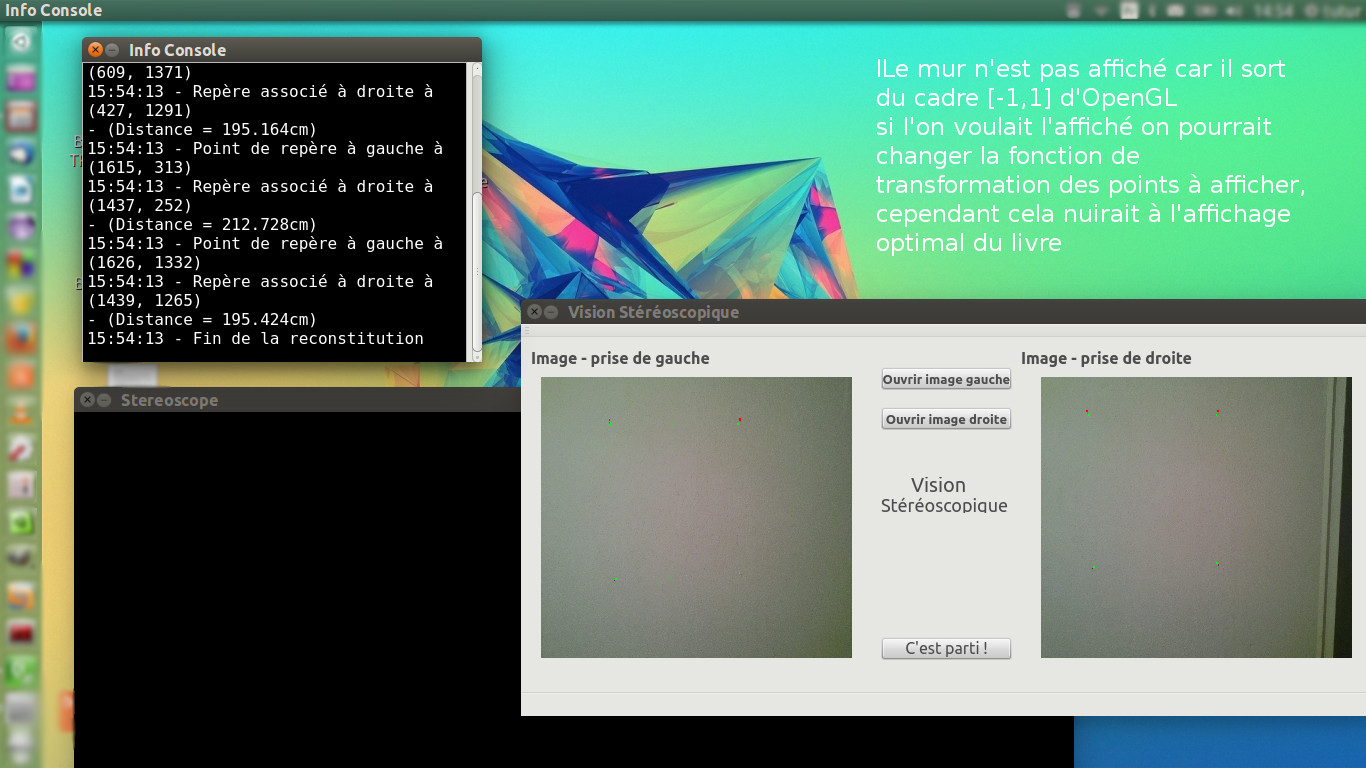 Info Console
14:54 tutur
Info Console
(609, 1371)
15:54:13 - Repère associé à droite à
(427, 1291)
- (Distance = 195.164cm)
15:54:13 - Point de repère à gauche à
(1615, 313)
15:54:13 - Repère associé à droite à
(1437, 252)
- (Distance = 212.728cm)
15:54:13 - Point de repère à gauche à
(1626, 1332)
15:54:13 - Repère associé à droite à
(1439, 1265)
- (Distance = 195.424cm)
15:54:13 - Fin de la reconstitution
lLe mur n'est pas affiché car il sort
du cadre [-1,1] d'OpenGL
si l'on voulait l'affiché on pourrait
changer la fonction de
transformation des points à afficher,
cependant cela nuirait à l'affichage
optimal du livre
Stereoscope
Vision Stéréoscopique
Image - prise de gauche
Image - prise de droite
Ouvrir image gauche
Ouvrir image droite
Vision
Stéréoscopique
C'est parti !